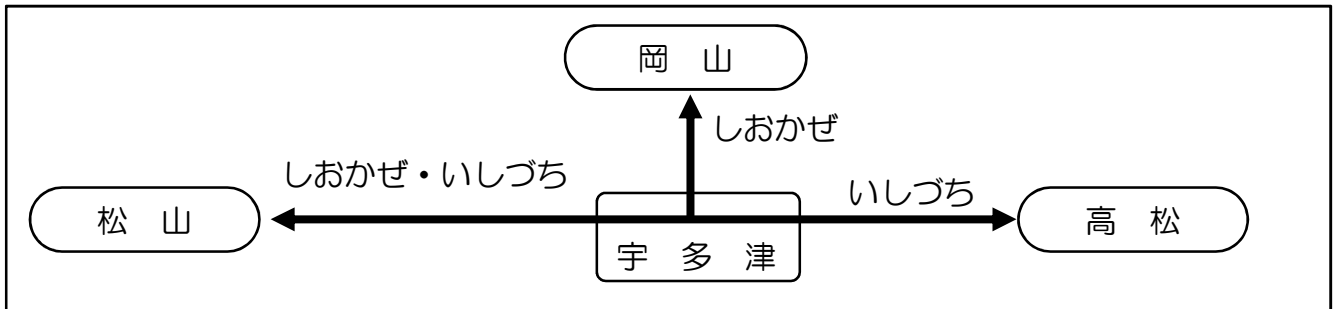 岡　山
しおかぜ
しおかぜ・いしづち
いしづち
松　山
高　松
宇　多　津